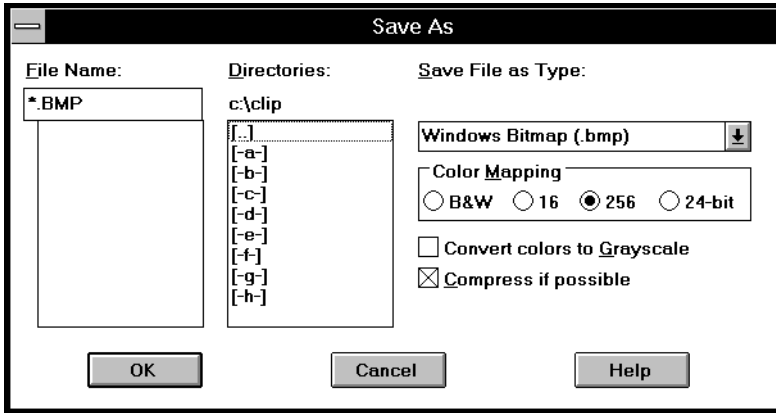 Save As
File Name:
*.BMP
Directories:
c:\clip
[..]
[-a-]
[-b-]
[-c-]
[-d-]
[-e-]
[-f-]
[-g-]
[-h-]
Save File as Type:
Windows Bitmap (.bmp)
Color Mapping
B&W 16 256 24-bit
Convert colors to Grayscale
Compress if possible
OK Cancel Help